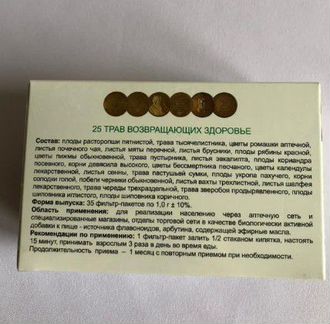 25 ТРАВ ВОЗВРАЩАЮЩИХ ЗДОРОВЬЕ
Состав: плоды расторопши пятнистой, трава тысячелистника, цветы ромашки аптечной,
листья почечного чая, листья мяты перечной, листья брусники, плоды рябины красной,
цветы пижмы обыкновенной, трава пустырника, листья эвкалипта, плоды кориандра
посевного, корни девясила высокого, цветы бессмертника песчаного, цветы календулы
лекарственной, листья сенны, трава пастушьей сумки, плоды укропа пахучего, корни
солодки голой, побеги черники обыкновенной, листья вахты трехлистной, листья шалфея
лекарственного, трава череды трехраздельной, трава зверобоя продырявленного, плоды
шиповника коричного.
Форма выпуска: 35 фильтр-пакетов по 1,0 г ± 10%.
Область применения: для реализации населению через аптечную сеть и
специализированные магазины, отделы торговой сети в качестве биологически активной
добавки к пище - источника флавоноидов, арбутина, содержащей эфирные масла.
Рекомендации по применению: 1 фильтр-пакет залить 1/2 стаканом кипятка, настоять
15 минут, принимать взрослым 3 раза в день во время еды.
Продолжительность приема – 1 месяц с повторным приемом при необходимости.